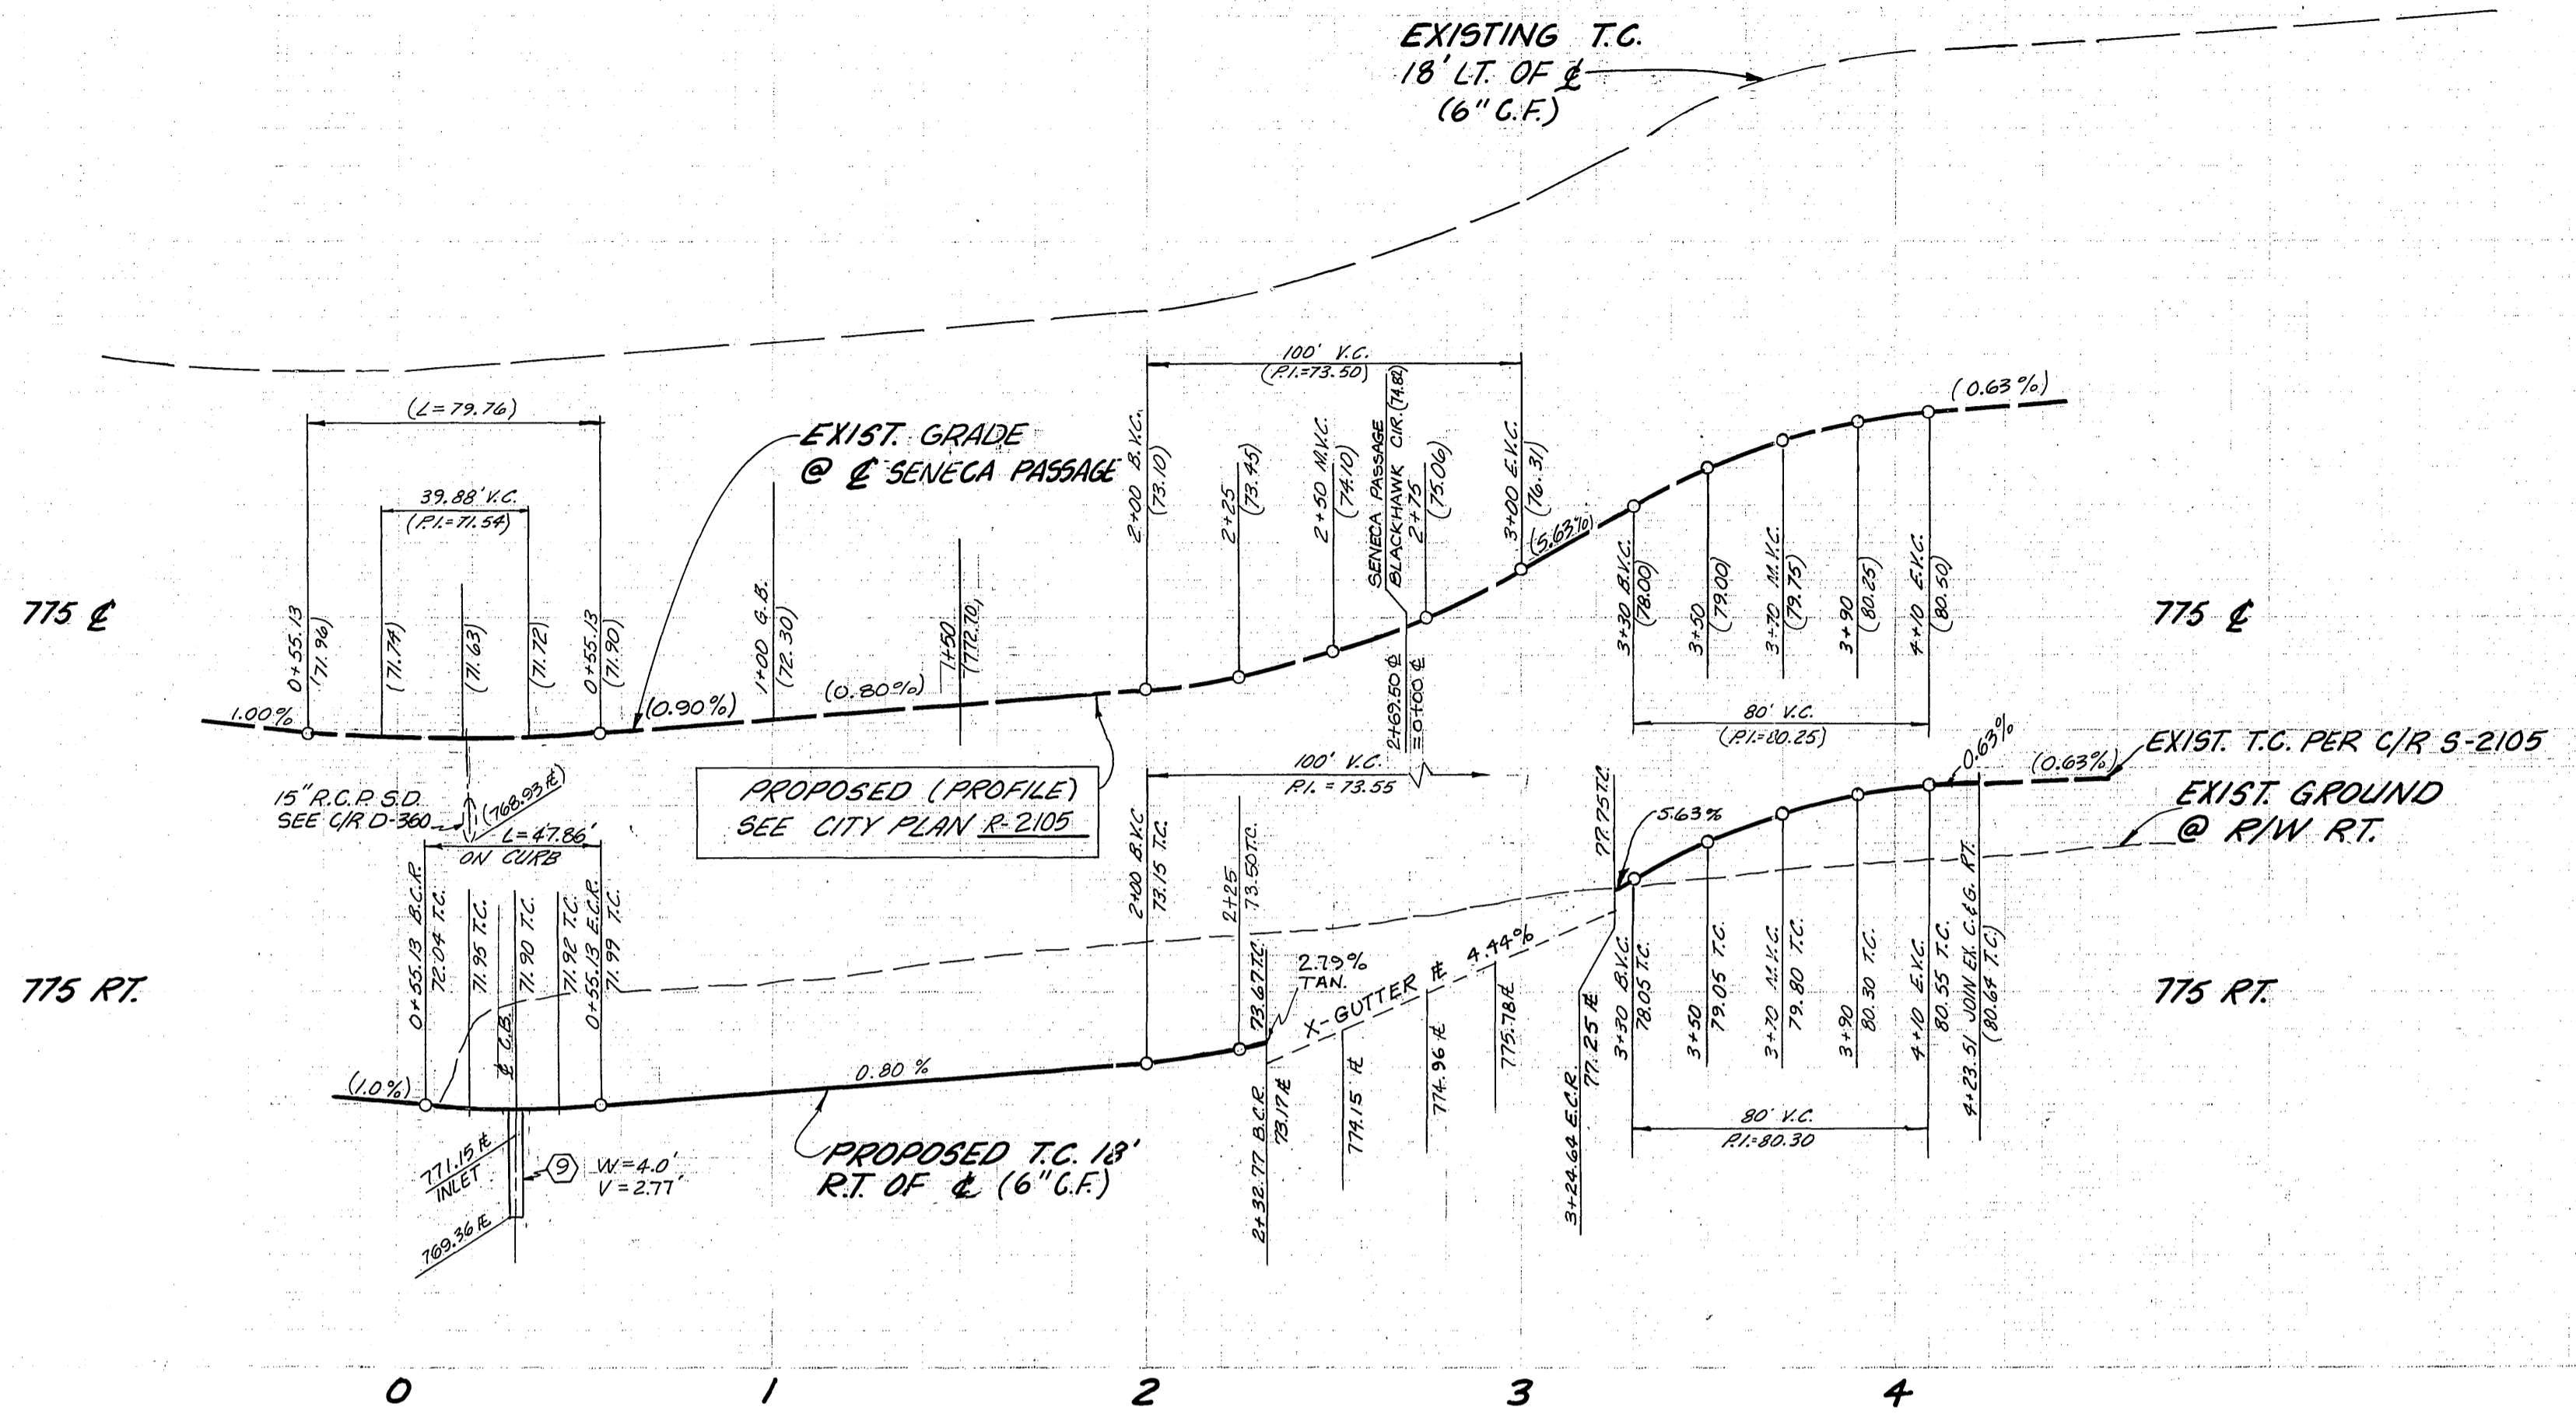 EXISTING T.C.
18' LT. OF ℄
(6" C.F.)
100' V.C.
(P.I.=73.50)
(L=79.76)
EXIST. GRADE
@ ℄ SENECA PASSAGE
39.88' V.C.
(P.I.=71.54)
2+00 B.V.C.
(73.10)
2+25
(73.45)
2+50 M.V.C.
(74.10)
SENECA PASSAGE
BLACKHAWK CIR. (74.82)
2+75
(75.06)
3+00 E.V.C.
(76.31)
(5.63%)
(0.63%)
775 ℄
0+55.13
(71.96)
(71.74)
(71.63)
(71.72)
0+55.13
(71.90)
1+00 G.B.
(72.30)
1+50
(772.70)
3+30 B.V.C.
(78.00)
3+50
(79.00)
3+70 M.V.C.
(79.75)
3+90
(80.25)
4+10 E.V.C.
(80.50)
775 ℄
1.00%
(0.90%)
(0.80%)
2+69.50 ℄
=0+00 ℄
80' V.C.
(P.I.=80.25)
0.63%
(0.63%)
EXIST. T.C. PER C/R S-2105
EXIST. GROUND
@ R/W RT.
15" R.C.P. S.D.
SEE C/R D-360
(768.93 ℄)
L=47.86'
ON CURB
PROPOSED (PROFILE)
SEE CITY PLAN R-2105
100' V.C.
P.I. = 73.55
77.75 T.C.
5.63%
775 RT.
0+55.13 B.C.R.
72.04 T.C.
71.95 T.C.
℄ C.B.
71.90 T.C.
71.92 T.C.
0+55.13 E.C.R.
71.99 T.C.
2+00 B.V.C
73.15 T.C.
2+25
73.50 T.C.
73.67 T.C.
2.79%
TAN.
X-GUTTER ℄ 4.44%
2+32.77 B.C.R.
73.17 ℄
774.15 ℄
774.96 ℄
775.78 ℄
3+24.64 E.C.R.
77.25 ℄
3+30 B.V.C.
78.05 T.C.
3+50
79.05 T.C.
3+70 M.V.C.
79.80 T.C.
3+90
80.30 T.C.
4+10 E.V.C.
80.55 T.C.
4+23.51 JOIN EX. C.&G. RT.
(80.64 T.C)
775 RT.
(1.0%)
0.80 %
80' V.C.
P.I.=80.30
771.15 ℄
INLET
769.36 ℄
9
W=4.0'
V=2.77'
PROPOSED T.C. 18'
RT. OF ℄ (6" C.F.)
0 1 2 3 4